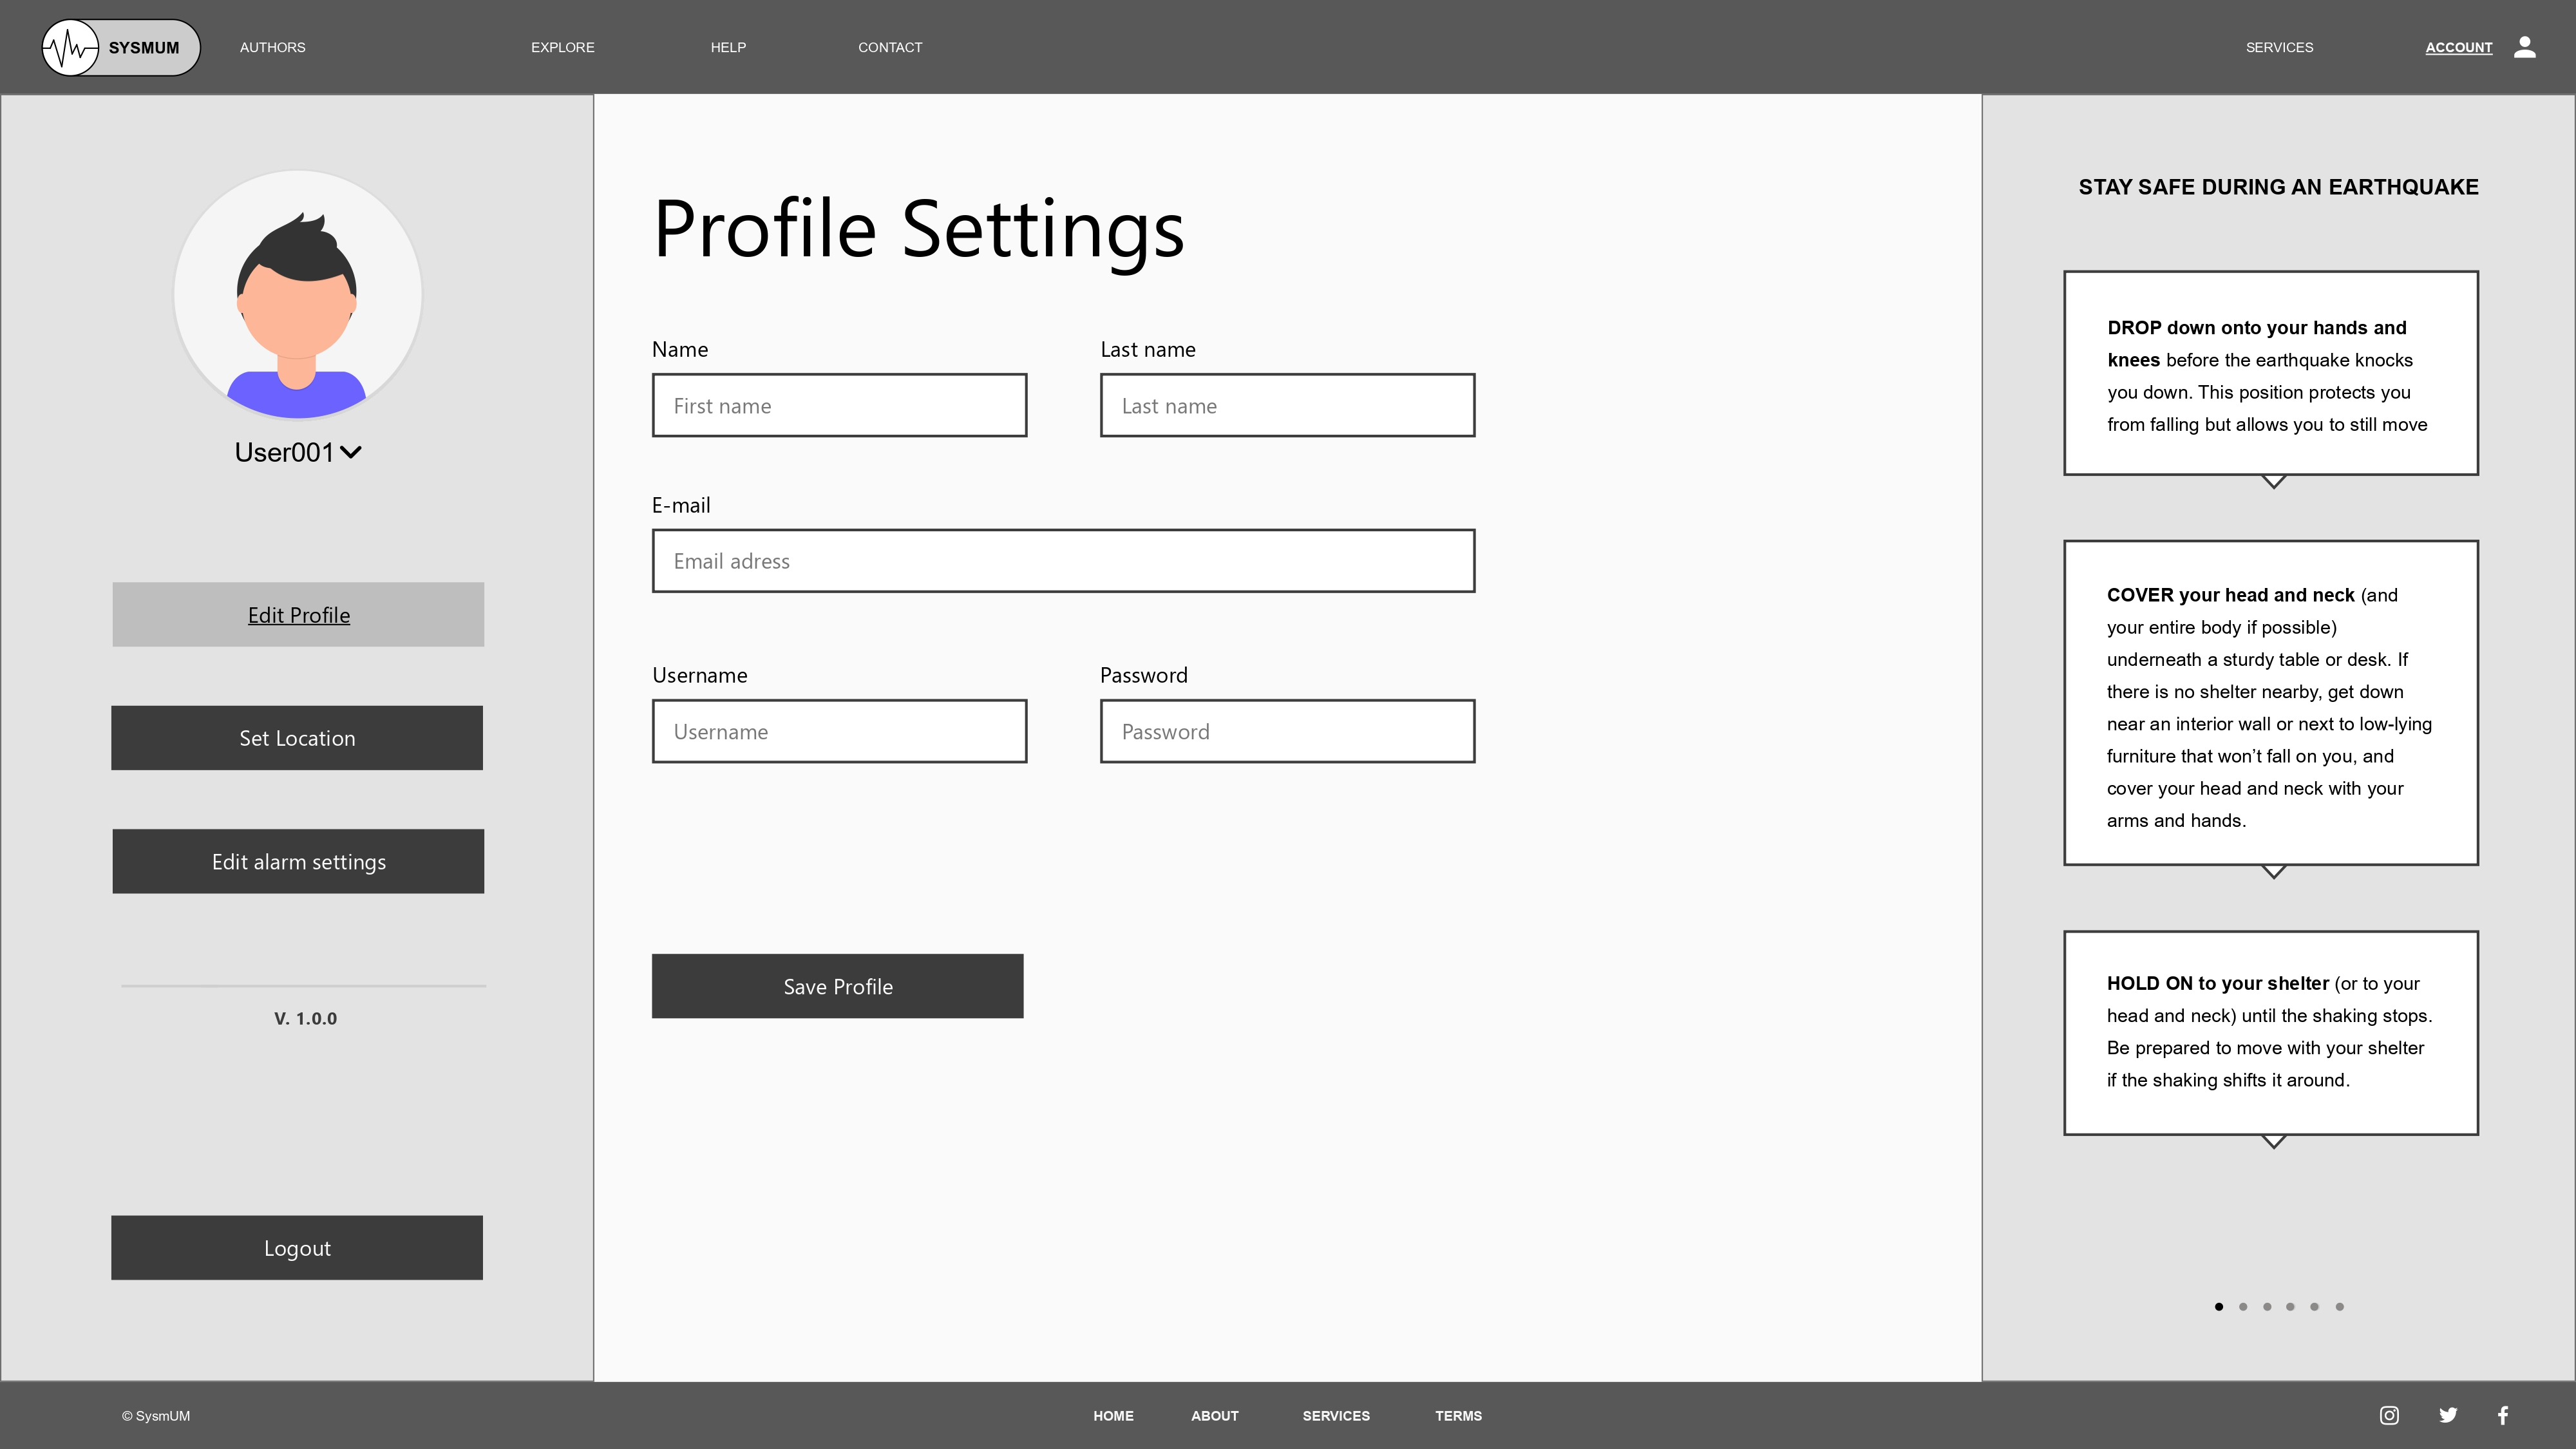 SYSMUM
AUTHORS
EXPLORE
HELP
CONTACT
SERVICES
ACCOUNT
User001
Edit Profile
Set Location
Edit alarm settings
V. 1.0.0
Logout
Profile Settings
Name
Last name
First name
Last name
E-mail
Email adress
Username
Password
Username
Password
Save Profile
STAY SAFE DURING AN EARTHQUAKE
DROP down onto your hands and
knees before the earthquake knocks
you down. This position protects you
from falling but allows you to still move
COVER your head and neck (and
your entire body if possible)
underneath a sturdy table or desk. If
there is no shelter nearby, get down
near an interior wall or next to low-lying
furniture that won’t fall on you, and
cover your head and neck with your
arms and hands.
HOLD ON to your shelter (or to your
head and neck) until the shaking stops.
Be prepared to move with your shelter
if the shaking shifts it around.
© SysmUM
HOME
ABOUT
SERVICES
TERMS